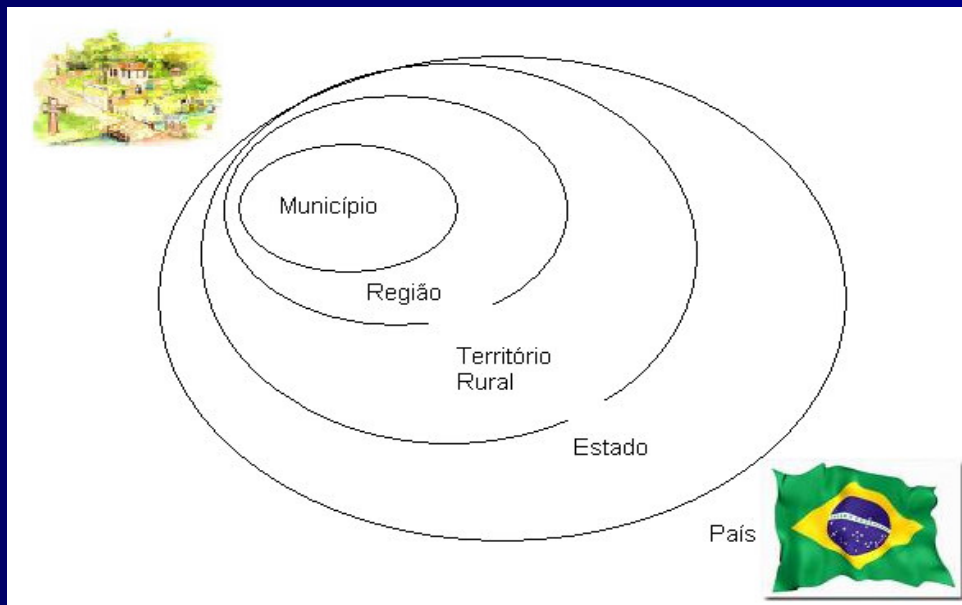 Município
Região
Território
Rural
Estado
País